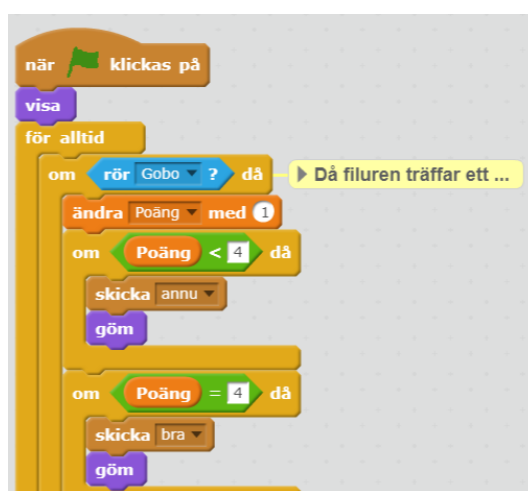 när klickas på
visa
för alltid
om rör Gobo ? då
Då filuren träffar ett ...
ändra Poäng med 1
om Poäng < 4 då
skicka annu
göm
om Poäng = 4 då
skicka bra
göm